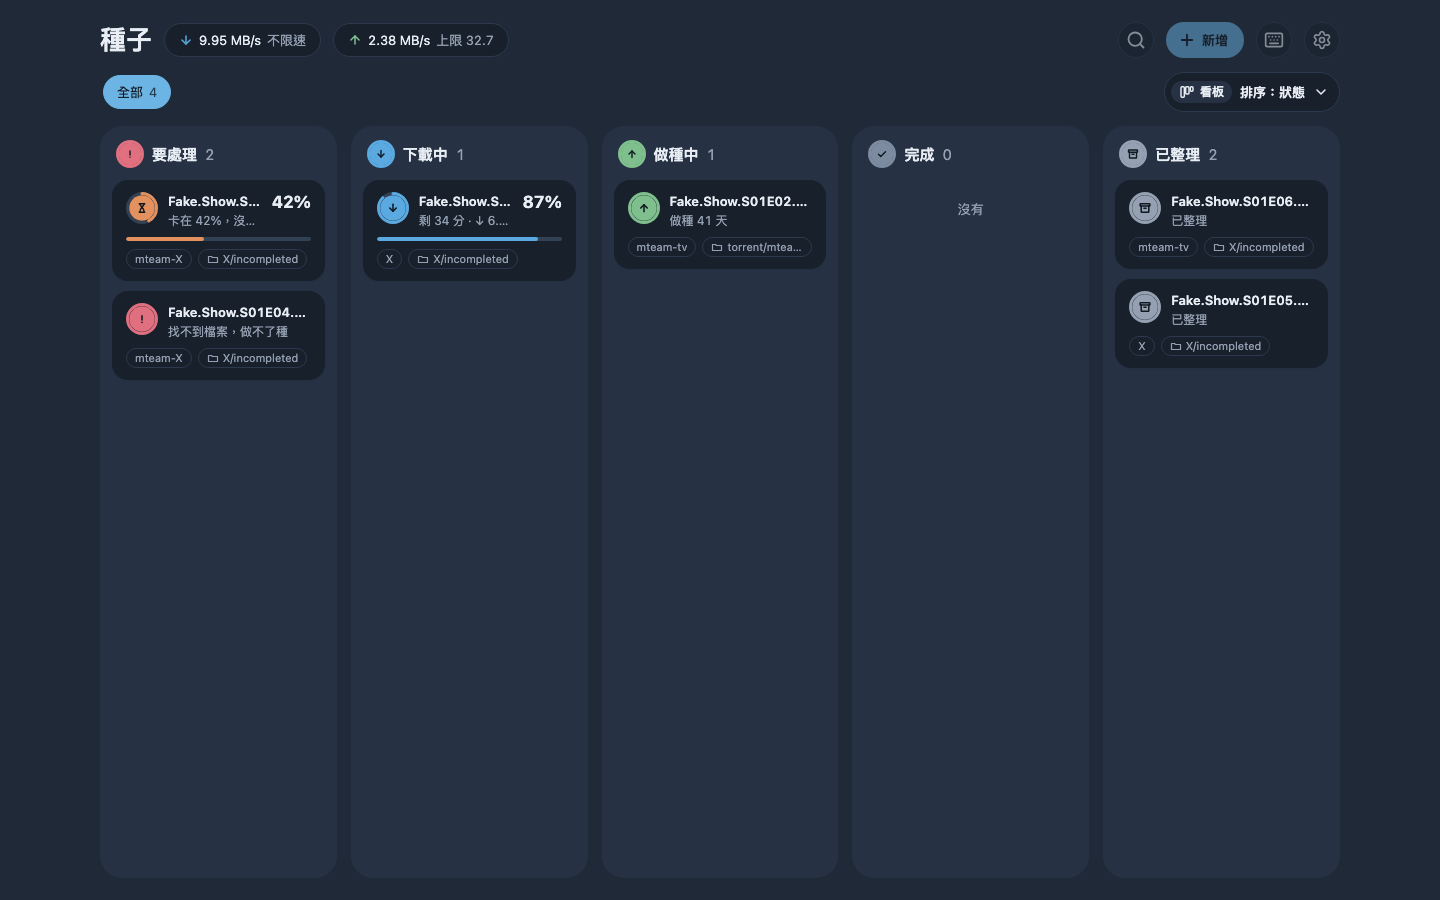 種子 9.95 MB/s 不限速 2.38 MB/s 上限 32.7 新增
全部 4 看板 排序：狀態
要處理 2
Fake.Show.S... 42%
卡在 42%，沒...
mteam-X X/incompleted
Fake.Show.S01E04....
找不到檔案，做不了種
mteam-X X/incompleted
下載中 1
Fake.Show.S... 87%
剩 34 分 · ↓ 6....
X X/incompleted
做種中 1
Fake.Show.S01E02....
做種 41 天
mteam-tv torrent/mtea...
完成 0
沒有
已整理 2
Fake.Show.S01E06....
已整理
mteam-tv X/incompleted
Fake.Show.S01E05....
已整理
X X/incompleted